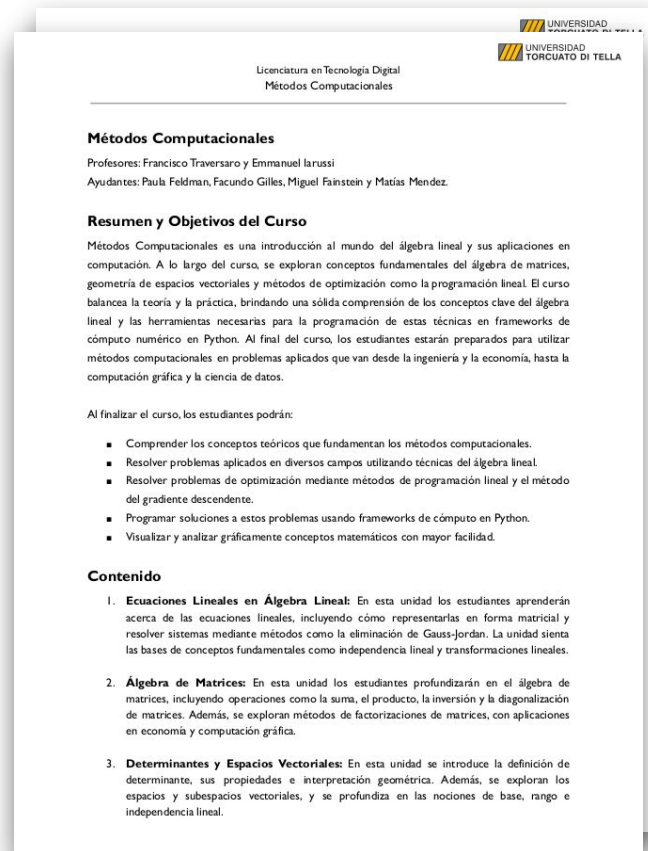 UNIVERSIDAD
TORCUATO DI TELLA
UNIVERSIDAD
TORCUATO DI TELLA
Licenciatura en Tecnología Digital
Métodos Computacionales
Métodos Computacionales
Profesores: Francisco Traversaro y Emmanuel Iarussi
Ayudantes: Paula Feldman, Facundo Gilles, Miguel Fainstein y Matías Mendez.
Resumen y Objetivos del Curso
Métodos Computacionales es una introducción al mundo del álgebra lineal y sus aplicaciones en
computación. A lo largo del curso, se exploran conceptos fundamentales del álgebra de matrices,
geometría de espacios vectoriales y métodos de optimización como la programación lineal. El curso
balancea la teoría y la práctica, brindando una sólida comprensión de los conceptos clave del álgebra
lineal y las herramientas necesarias para la programación de estas técnicas en frameworks de
cómputo numérico en Python. Al final del curso, los estudiantes estarán preparados para utilizar
métodos computacionales en problemas aplicados que van desde la ingeniería y la economía, hasta la
computación gráfica y la ciencia de datos.
Al finalizar el curso, los estudiantes podrán:
▪ Comprender los conceptos teóricos que fundamentan los métodos computacionales.
▪ Resolver problemas aplicados en diversos campos utilizando técnicas del álgebra lineal.
▪ Resolver problemas de optimización mediante métodos de programación lineal y el método
del gradiente descendente.
▪ Programar soluciones a estos problemas usando frameworks de cómputo en Python.
▪ Visualizar y analizar gráficamente conceptos matemáticos con mayor facilidad.
Contenido
1. Ecuaciones Lineales en Álgebra Lineal: En esta unidad los estudiantes aprenderán
acerca de las ecuaciones lineales, incluyendo cómo representarlas en forma matricial y
resolver sistemas mediante métodos como la eliminación de Gauss-Jordan. La unidad sienta
las bases de conceptos fundamentales como independencia lineal y transformaciones lineales.
2. Álgebra de Matrices: En esta unidad los estudiantes profundizarán en el álgebra de
matrices, incluyendo operaciones como la suma, el producto, la inversión y la diagonalización
de matrices. Además, se exploran métodos de factorizaciones de matrices, con aplicaciones
en economía y computación gráfica.
3. Determinantes y Espacios Vectoriales: En esta unidad se introduce la definición de
determinante, sus propiedades e interpretación geométrica. Además, se exploran los
espacios y subespacios vectoriales, y se profundiza en las nociones de base, rango e
independencia lineal.